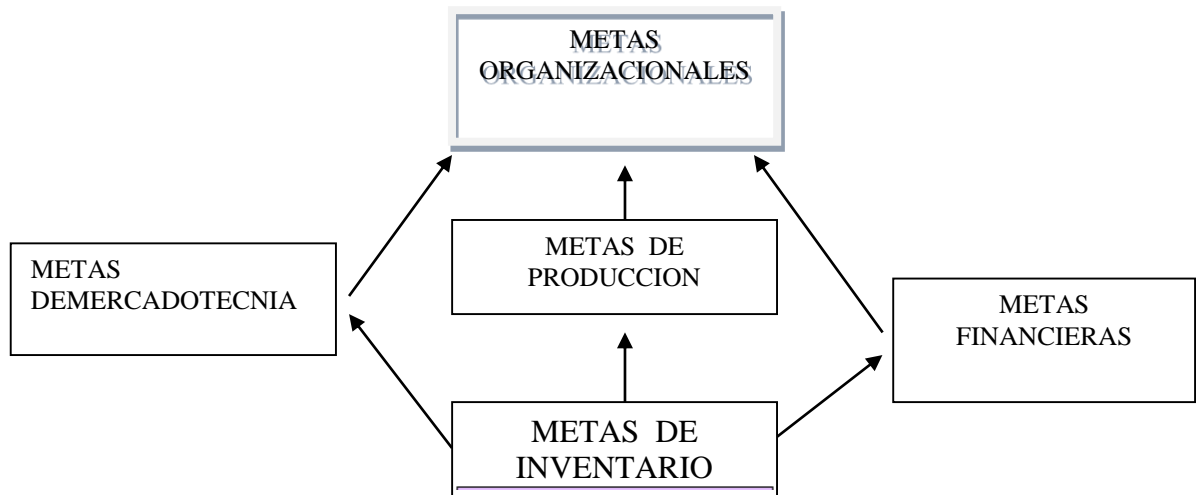 METAS
ORGANIZACIONALES
METAS DE
PRODUCCION
METAS
DEMERCADOTECNIA
METAS
FINANCIERAS
METAS DE
INVENTARIO